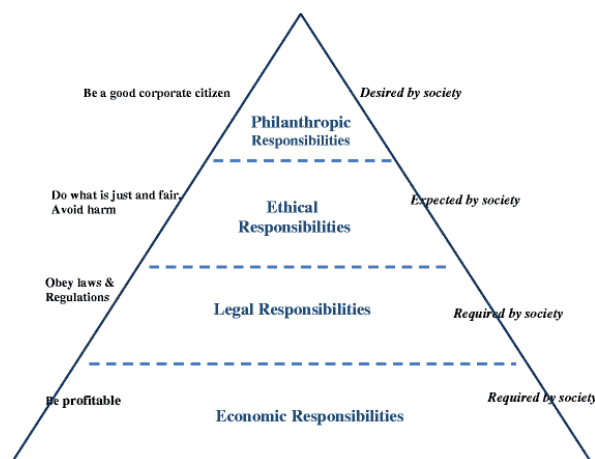 Be a good corporate citizen
Desired by society
Philanthropic
Responsibilities
Do what is just and fair,
Avoid harm
Expected by society
Ethical
Responsibilities
Obey laws &
Regulations
Legal Responsibilities
Required by society
Be profitable
Required by society
Economic Responsibilities